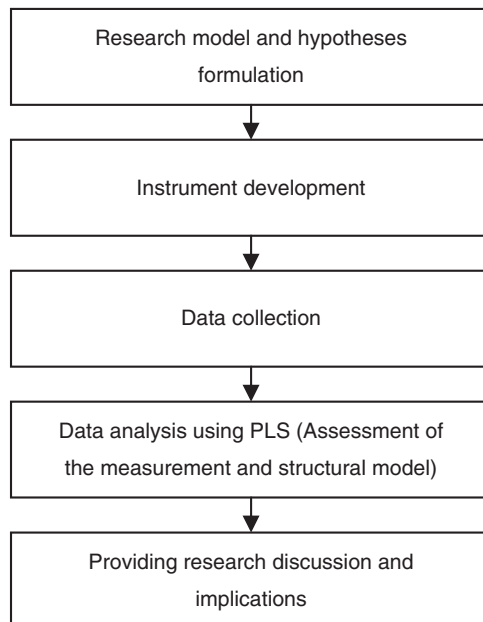 Research model and hypotheses
formulation
Instrument development
Data collection
Data analysis using PLS (Assessment of
the measurement and structural model)
Providing research discussion and
implications